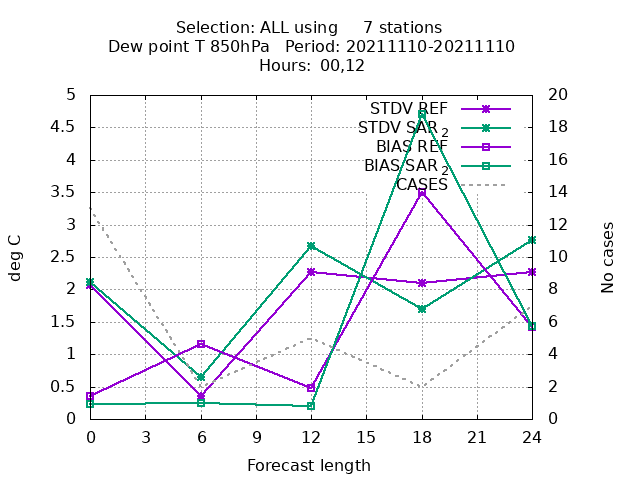 Selection: ALL using 7 stations
Dew point T 850hPa Period: 20211110-20211110
Hours: 00,12
STDV REF
STDV SAR2
BIAS REF
BIAS SAR2
CASES
5
4.5
4
3.5
3
2.5
2
1.5
1
0.5
0
deg C
20
18
16
14
12
10
8
6
4
2
0
No cases
0 3 6 9 12 15 18 21 24
Forecast length